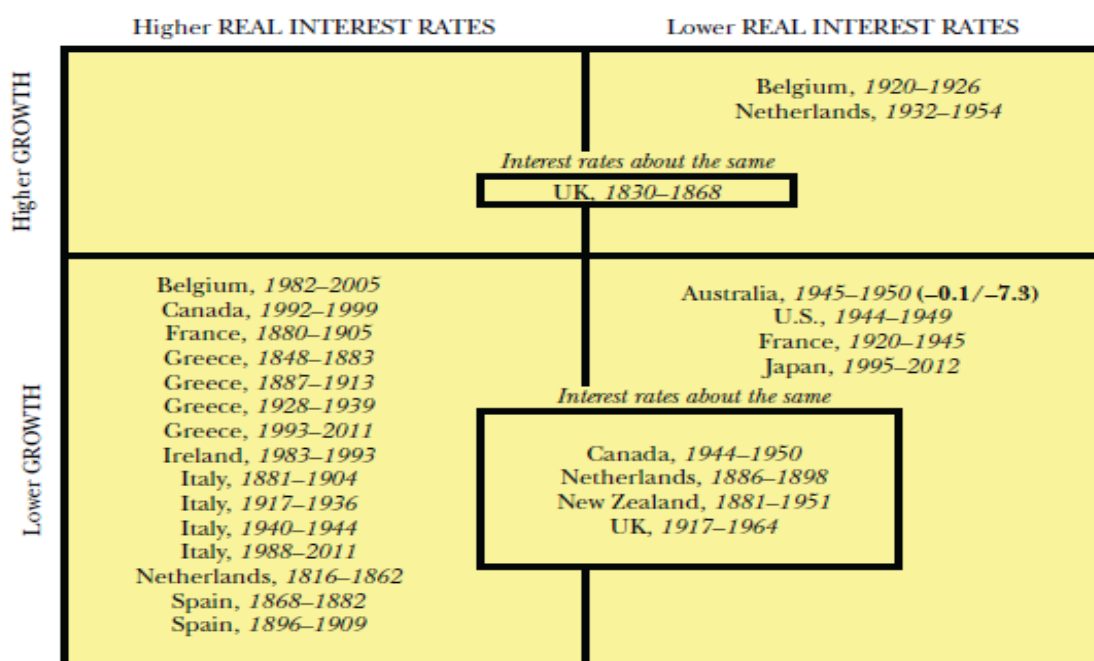 Higher REAL INTEREST RATES
Lower REAL INTEREST RATES
Higher GROWTH
Belgium, 1920–1926
Netherlands, 1932–1954
Interest rates about the same
UK, 1830–1868
Lower GROWTH
Belgium, 1982–2005
Canada, 1992–1999
France, 1880–1905
Greece, 1848–1883
Greece, 1887–1913
Greece, 1928–1939
Greece, 1993–2011
Ireland, 1983–1993
Italy, 1881–1904
Italy, 1917–1936
Italy, 1940–1944
Italy, 1988–2011
Netherlands, 1816–1862
Spain, 1868–1882
Spain, 1896–1909
Australia, 1945–1950 (–0.1/–7.3)
U.S., 1944–1949
France, 1920–1945
Japan, 1995–2012
Interest rates about the same
Canada, 1944–1950
Netherlands, 1886–1898
New Zealand, 1881–1951
UK, 1917–1964